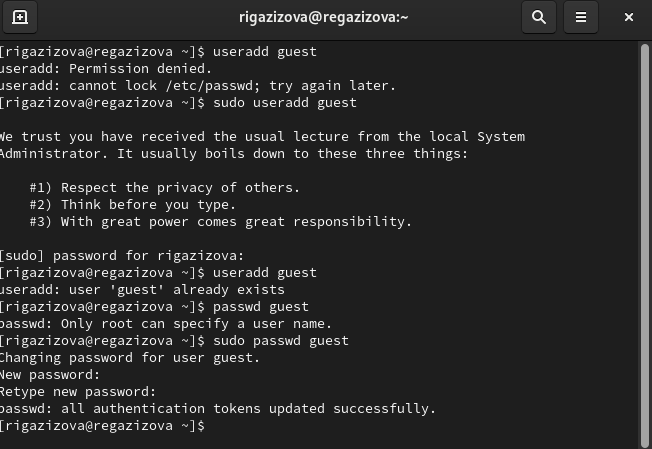 rigazizova@regazizova:~
[rigazizova@regazizova ~]$ useradd guest
useradd: Permission denied.
useradd: cannot lock /etc/passwd; try again later.
[rigazizova@regazizova ~]$ sudo useradd guest
We trust you have received the usual lecture from the local System
Administrator. It usually boils down to these three things:
#1) Respect the privacy of others.
#2) Think before you type.
#3) With great power comes great responsibility.
[sudo] password for rigazizova:
[rigazizova@regazizova ~]$ useradd guest
useradd: user 'guest' already exists
[rigazizova@regazizova ~]$ passwd guest
passwd: Only root can specify a user name.
[rigazizova@regazizova ~]$ sudo passwd guest
Changing password for user guest.
New password:
Retype new password:
passwd: all authentication tokens updated successfully.
[rigazizova@regazizova ~]$